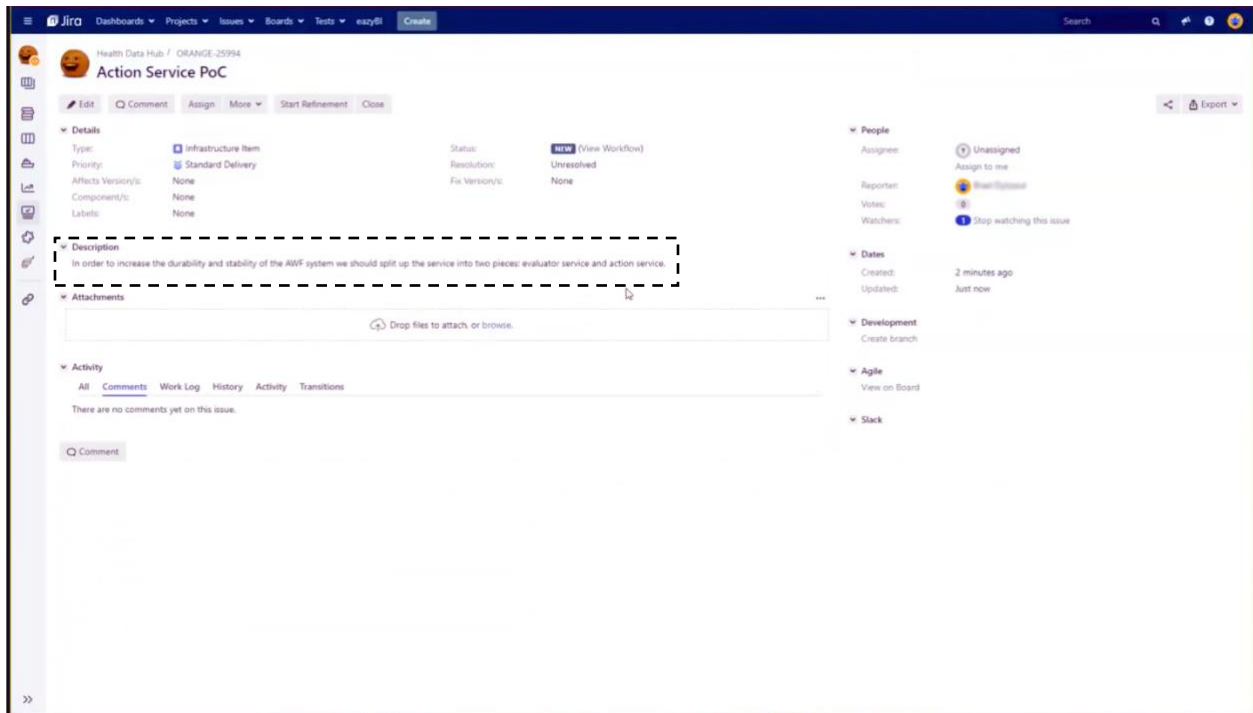 Jira Dashboards Projects Issues Boards Tests eazyBI Create Search
Health Data Hub / ORANGE-25994
Action Service PoC
Edit Comment Assign More Start Refinement Close Export
Details
Type: Infrastructure Item Status: NEW (View Workflow)
Priority: Standard Delivery Resolution: Unresolved
Affects Version/s: None Fix Version/s: None
Component/s: None
Labels: None
Description
In order to increase the durability and stability of the AWF system we should split up the service into two pieces: evaluator service and action service.
Attachments
Drop files to attach, or browse.
Activity
All Comments Work Log History Activity Transitions
There are no comments yet on this issue.
Comment
People
Assignee: Unassigned
Assign to me
Reporter:
Votes: 0
Watchers: 1 Stop watching this issue
Dates
Created: 2 minutes ago
Updated: Just now
Development
Create branch
Agile
View on Board
Slack